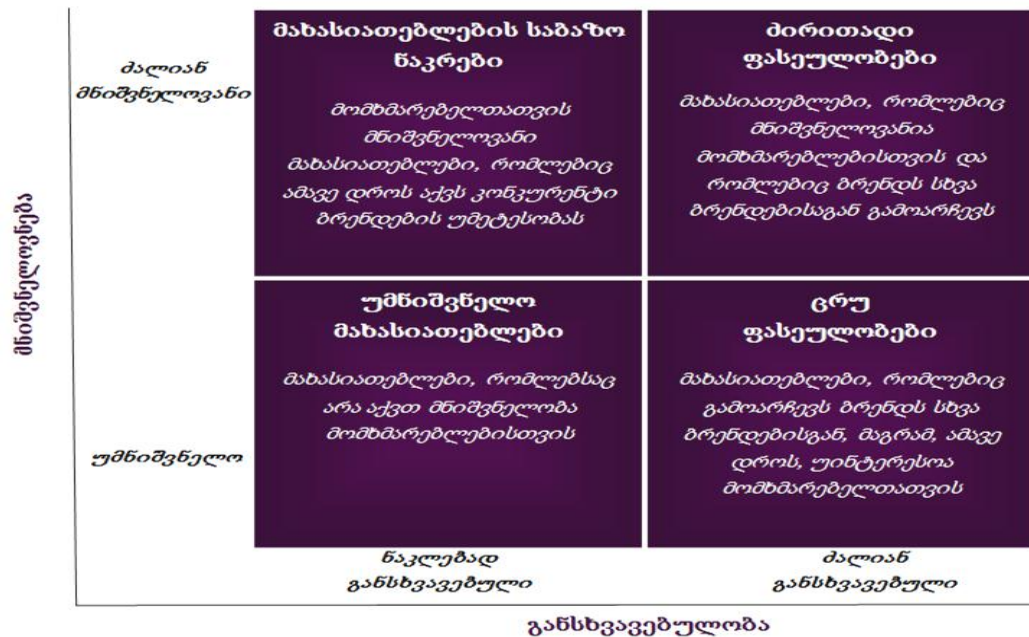 ძალიან
მნიშვნელოვანი
მახასიათებლების საბაზო
ნაკრები
მომხმარებელთათვის
მნიშვნელოვანი
მახასიათებლები, რომლებიც
ამავე დროს აქვს კონკურენტი
ბრენდების უმეტესობას
ძირითადი
ფასეულობები
მახასიათებლები, რომლებიც
მნიშვნელოვანია
მომხმარებლებისთვის და
რომლებიც ბრენდს სხვა
ბრენდებისაგან გამოარჩევს
მნიშვნელოვნება
უმნიშვნელო
უმნიშვნელო
მახასიათებლები
მახასიათებლები, რომლებსაც
არა აქვთ მნიშვნელობა
მომხმარებლებისთვის
ცრუ
ფასეულობები
მახასიათებლები, რომლებიც
გამოარჩევს ბრენდს სხვა
ბრენდებისგან, მაგრამ, ამავე
დროს, უინტერესოა
მომხმარებელთათვის
ნაკლებად
განსხვავებული
ძალიან
განსხვავებული
განსხვავებულობა